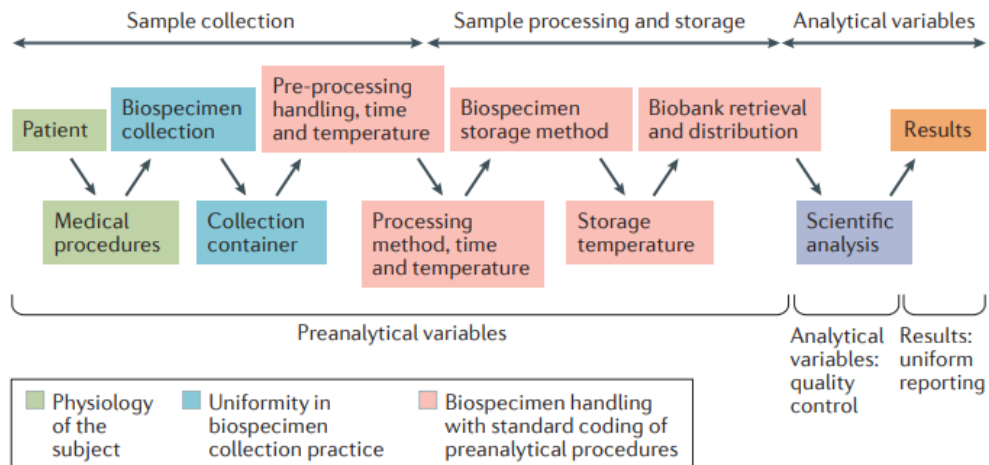 Sample collection
Sample processing and storage
Analytical variables
Patient
Biospecimen
collection
Pre-processing
handling, time
and temperature
Biospecimen
storage method
Biobank retrieval
and distribution
Results
Medical
procedures
Collection
container
Processing
method, time
and temperature
Storage
temperature
Scientific
analysis
Preanalytical variables
Analytical
variables:
quality
control
Results:
uniform
reporting
Physiology
of the
subject
Uniformity in
biospecimen
collection practice
Biospecimen handling
with standard coding of
preanalytical procedures